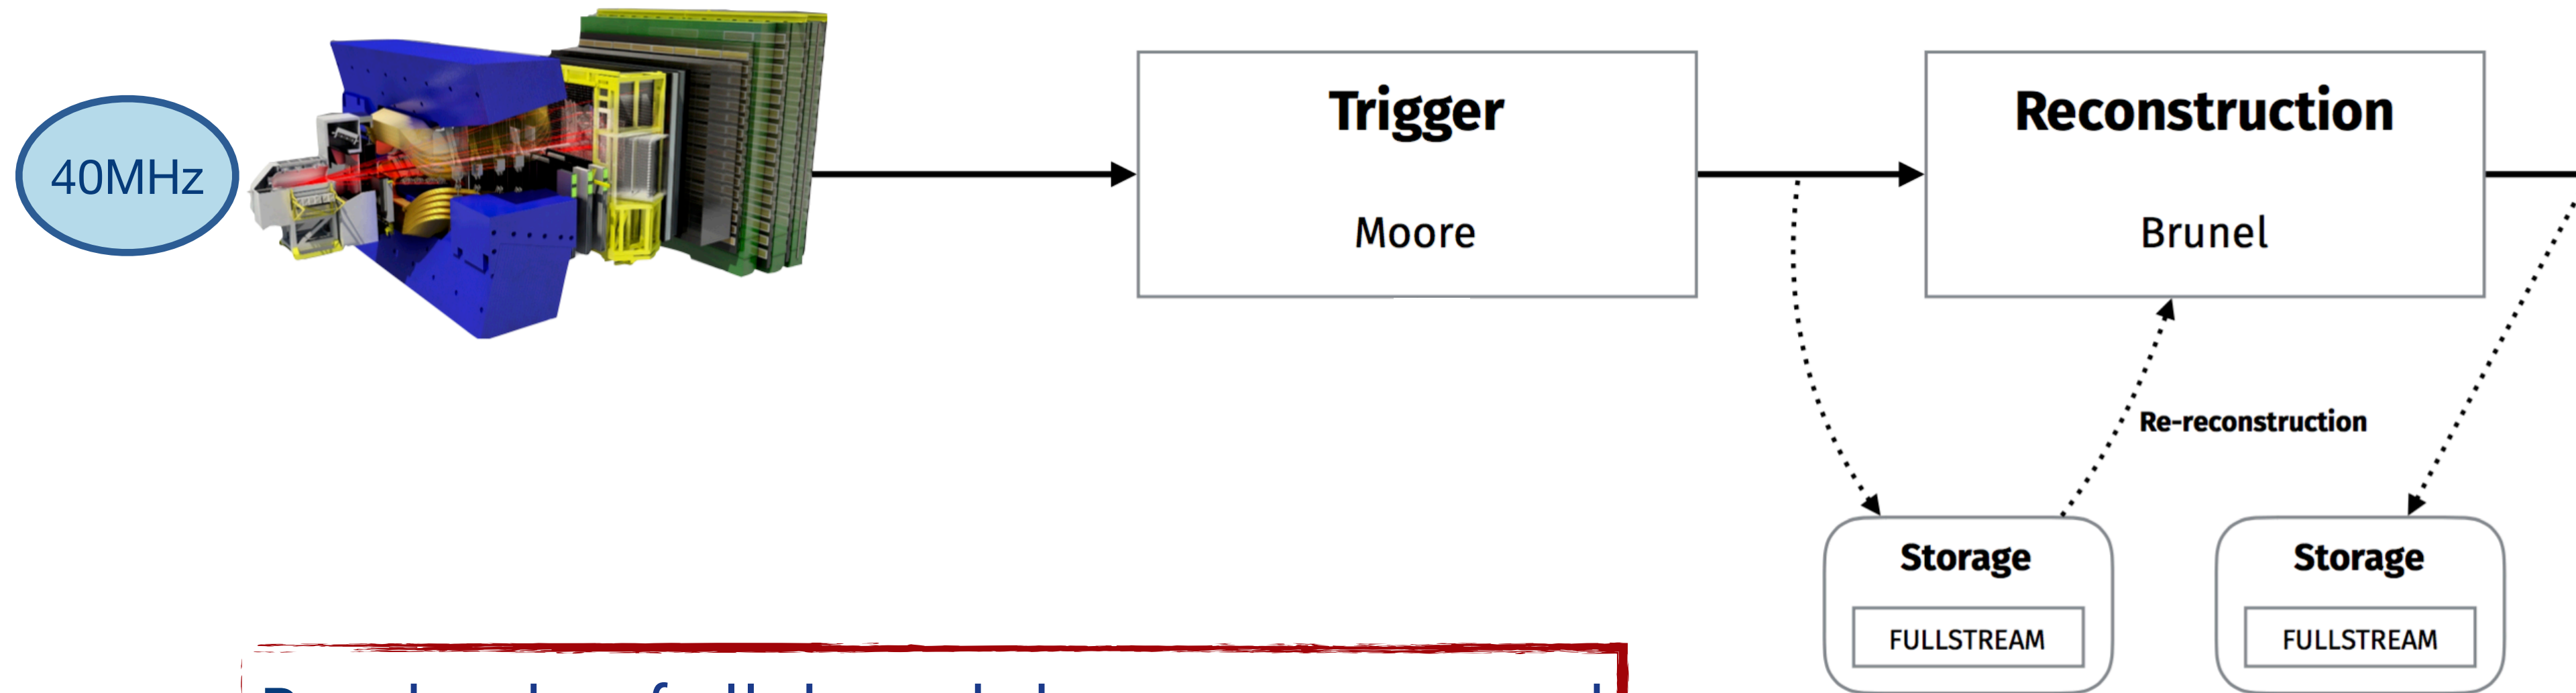 40MHz
Trigger
Moore
Reconstruction
Brunel
Re-reconstruction
Storage
FULLSTREAM
Storage
FULLSTREAM